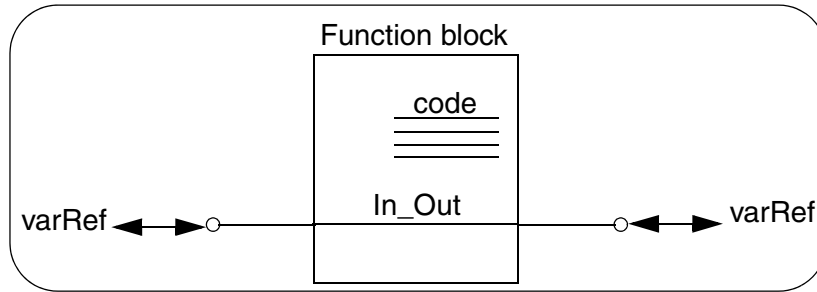 Function block
code
In_Out
varRef
varRef